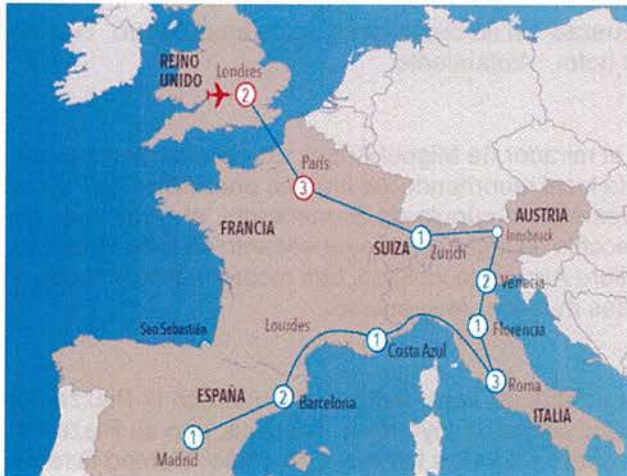 REINO
UNIDO
Londres
2
París
3
FRANCIA
SUIZA
1
Zurich
AUSTRIA
Innsbruck
2
Venecia
1
Florencia
San Sebastián
Lourdes
1
Costa Azul
3
Roma
ESPAÑA
2
Barcelona
ITALIA
1
Madrid